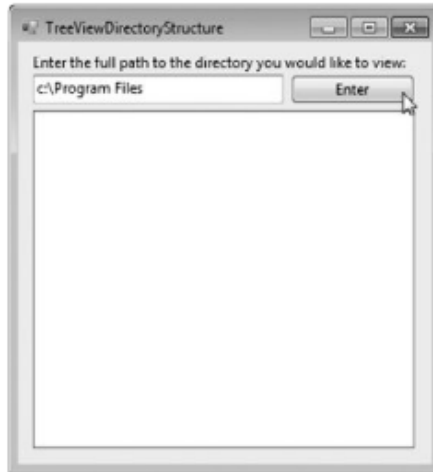 TreeViewDirectoryStructure
Enter the full path to the directory you would like to view:
c:\Program Files
Enter